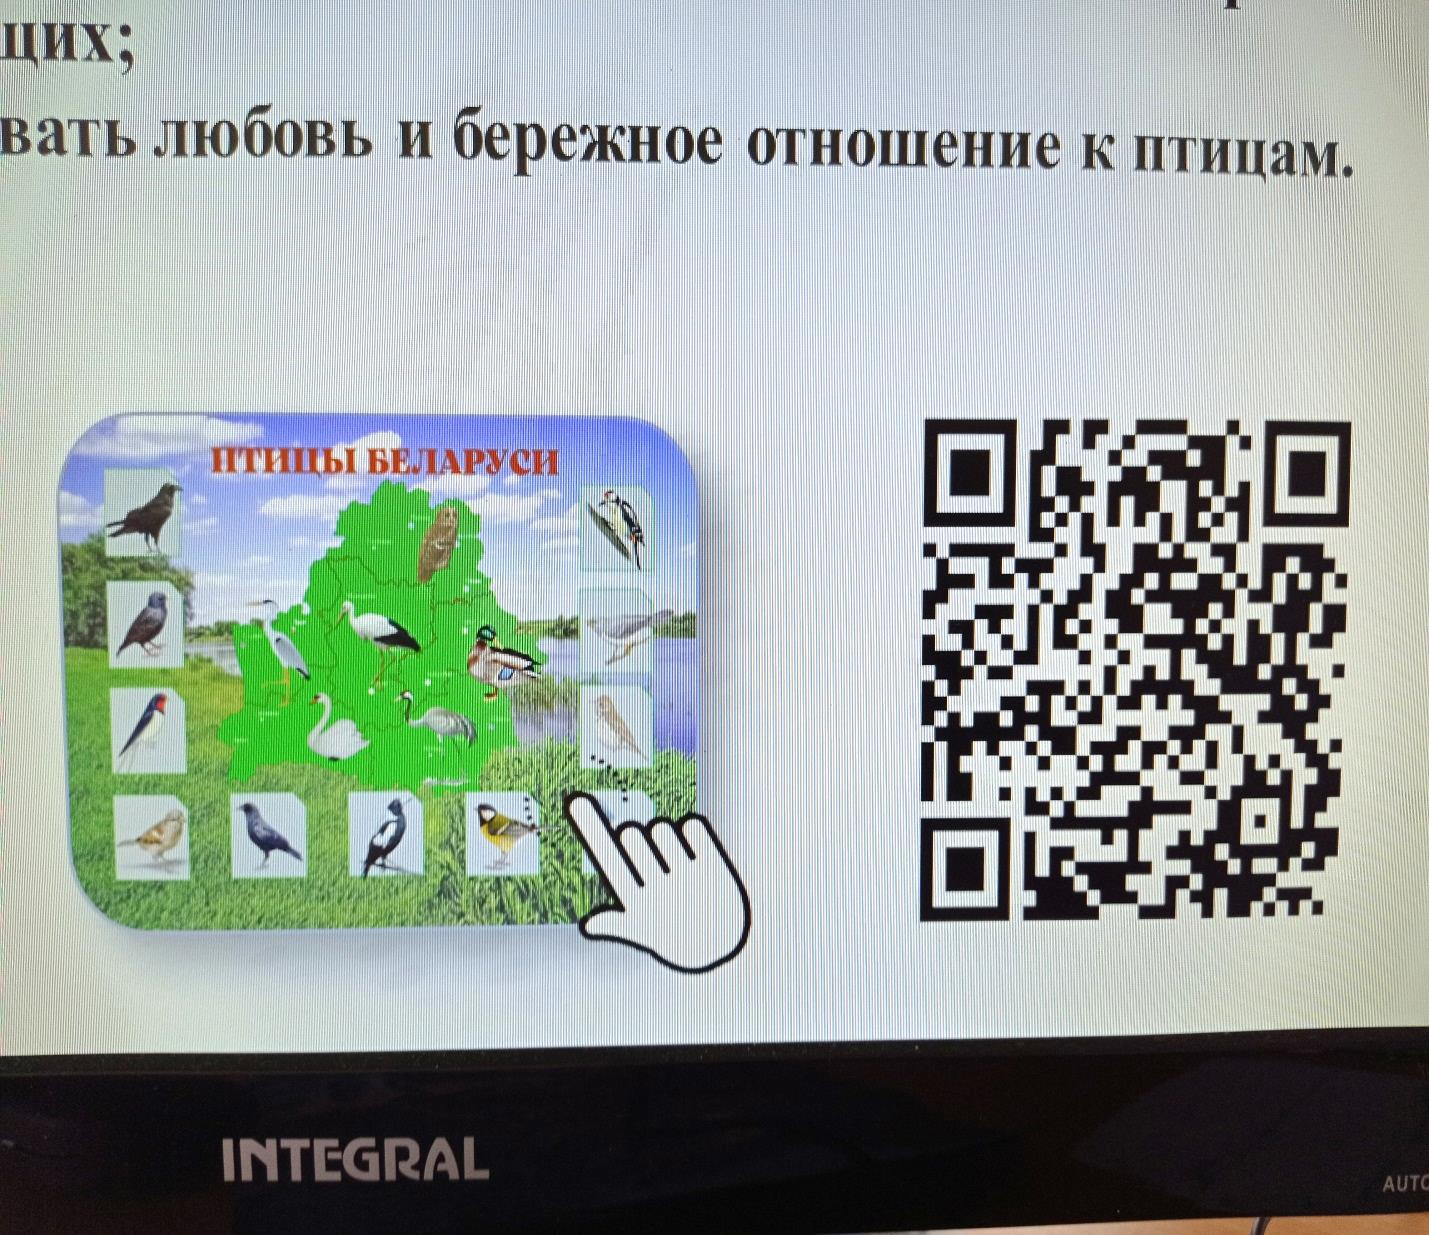 щих;
вать любовь и бережное отношение к птицам.
ПТИЦЫ БЕЛАРУСИ
INTEGRAL
AUTO